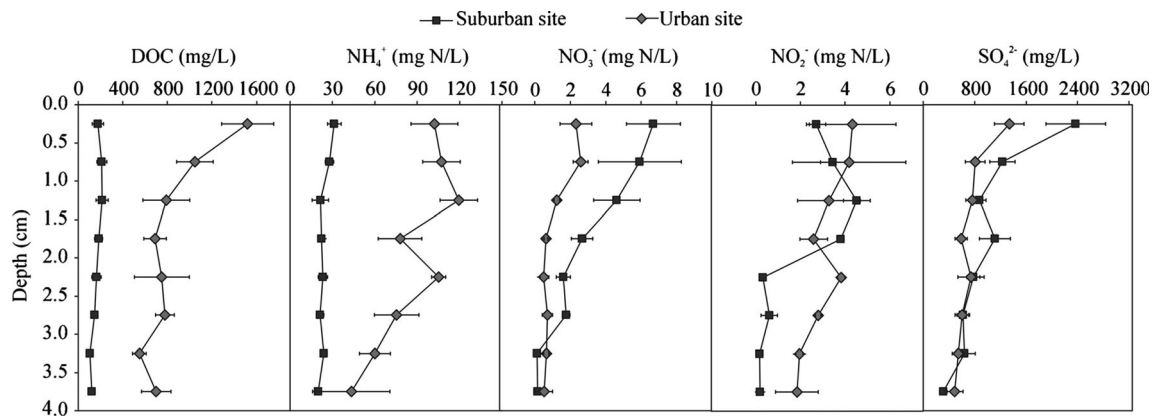 Suburban site Urban site
DOC (mg/L) NH₄⁺ (mg N/L) NO₃⁻ (mg N/L) NO₂⁻ (mg N/L) SO₄²⁻ (mg/L)
0 400 800 1200 1600 0 30 60 90 120 150 0 2 4 6 8 10 0 2 4 6 0 800 1600 2400 3200
0.0
0.5
1.0
1.5
2.0
2.5
3.0
3.5
4.0
Depth (cm)